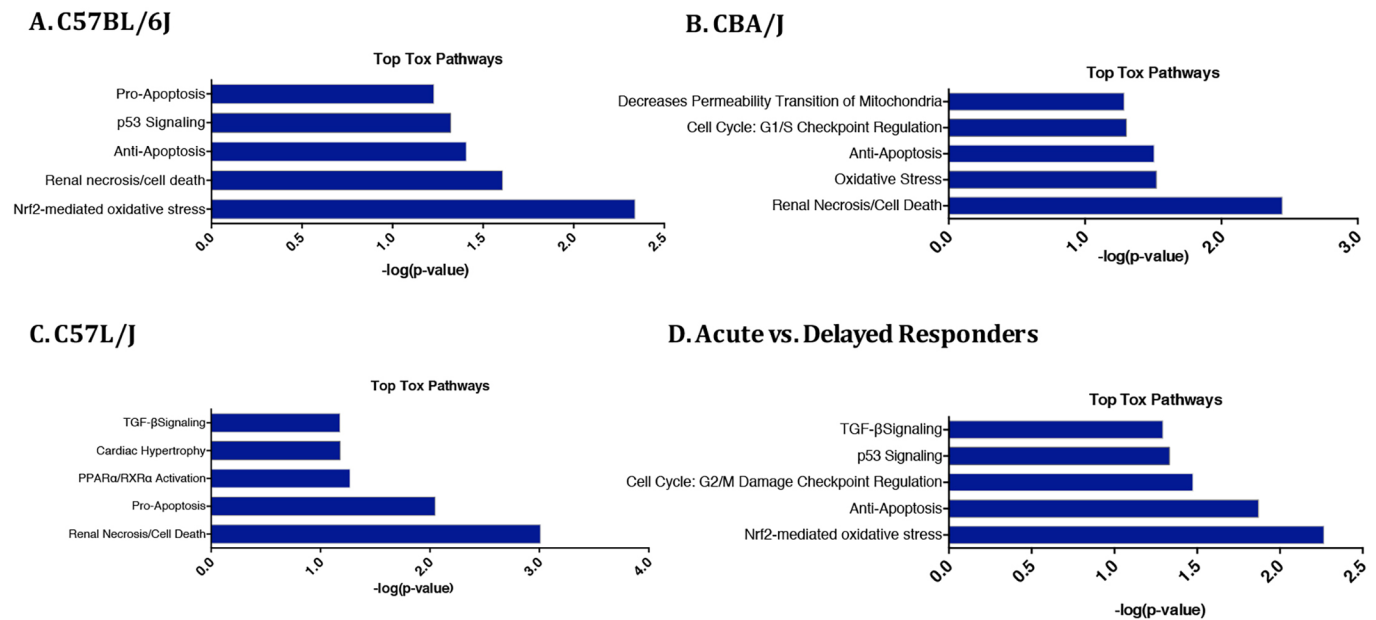 A. C57BL/6J
Top Tox Pathways
Pro-Apoptosis
p53 Signaling
Anti-Apoptosis
Renal necrosis/cell death
Nrf2-mediated oxidative stress
0.0 0.5 1.0 1.5 2.0 2.5
-log(p-value)
B. CBA/J
Top Tox Pathways
Decreases Permeability Transition of Mitochondria
Cell Cycle: G1/S Checkpoint Regulation
Anti-Apoptosis
Oxidative Stress
Renal Necrosis/Cell Death
0.0 1.0 2.0 3.0
-log(p-value)
C. C57L/J
Top Tox Pathways
TGF-βSignaling
Cardiac Hypertrophy
PPARα/RXRα Activation
Pro-Apoptosis
Renal Necrosis/Cell Death
0.0 1.0 2.0 3.0 4.0
-log(p-value)
D. Acute vs. Delayed Responders
Top Tox Pathways
TGF-βSignaling
p53 Signaling
Cell Cycle: G2/M Damage Checkpoint Regulation
Anti-Apoptosis
Nrf2-mediated oxidative stress
0.0 0.5 1.0 1.5 2.0 2.5
-log(p-value)